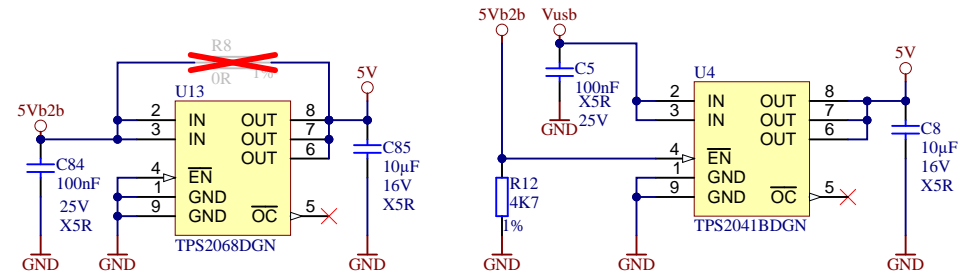 R8
0R
1%
U13
5Vb2b
5V
2
IN
OUT
8
3
IN
OUT
7
OUT
6
4
EN
1
GND
9
GND
OC
5
TPS2068DGN
C84
100nF
25V
X5R
C85
10µF
16V
X5R
GND
GND
GND
5Vb2b
Vusb
5V
C5
100nF
X5R
25V
GND
U4
2
IN
OUT
8
3
IN
OUT
7
OUT
6
4
EN
1
GND
9
GND
OC
5
TPS2041BDGN
R12
4K7
1%
C8
10µF
16V
X5R
GND
GND
GND